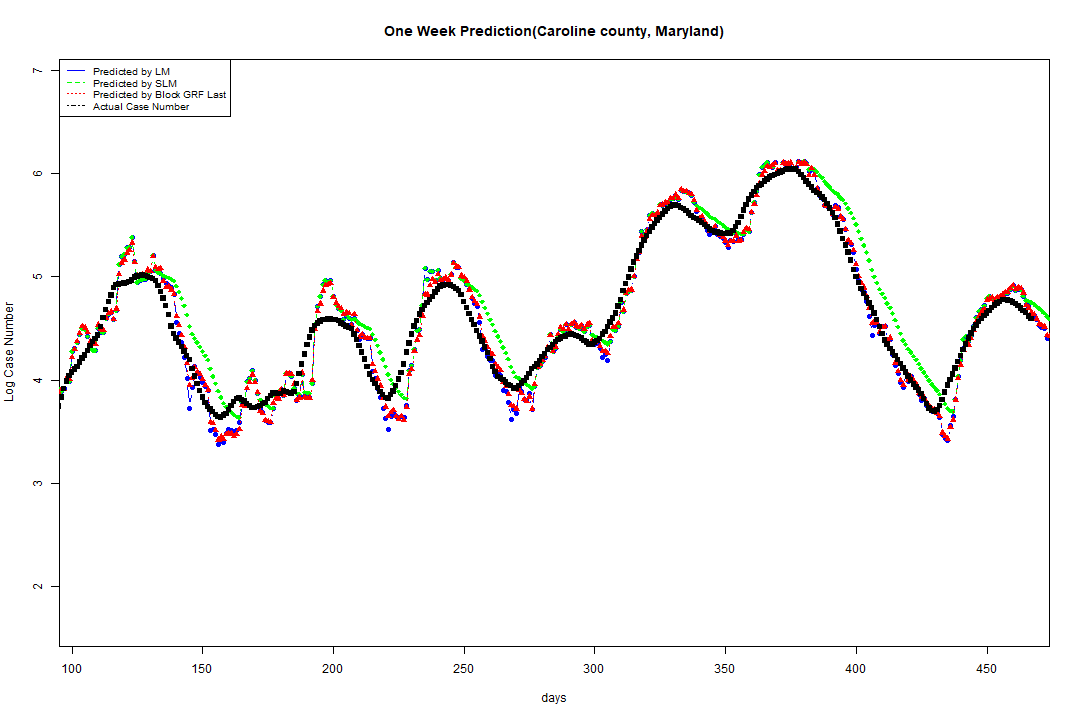 One Week Prediction(Caroline county, Maryland)
Predicted by LM
Predicted by SLM
Predicted by Block GRF Last
Actual Case Number
Log Case Number
7
6
5
4
3
2
100 150 200 250 300 350 400 450
days